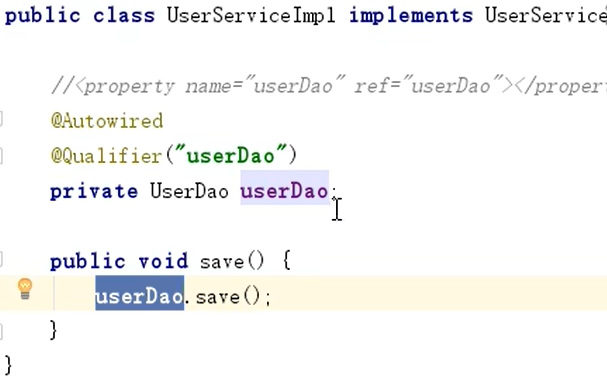 public class UserServiceImpl implements UserService
//<property name="userDao" ref="userDao"></proper
@Autowired
@Qualifier("userDao")
private UserDao userDao;
public void save() {
userDao.save();
}
}